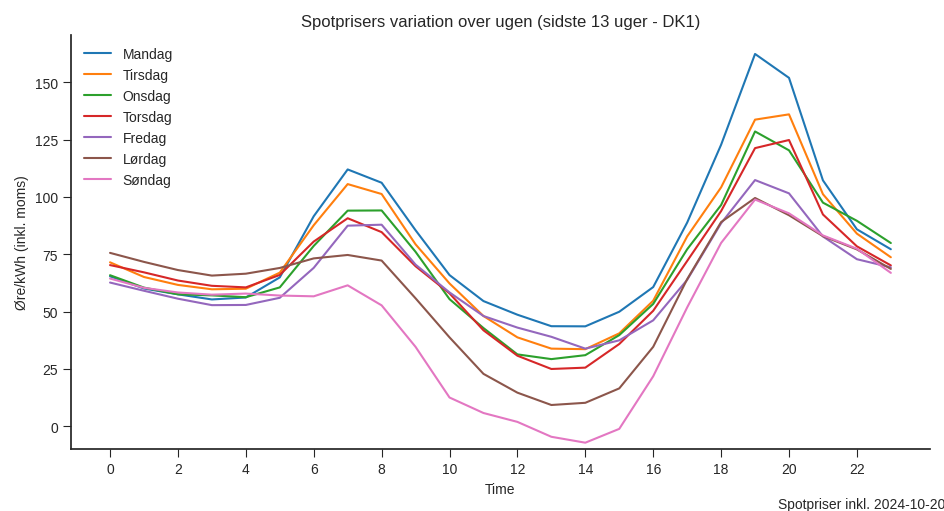 Spotprisers variation over ugen (sidste 13 uger - DK1)
Mandag
Tirsdag
Onsdag
Torsdag
Fredag
Lørdag
Søndag
Øre/kWh (inkl. moms)
150
125
100
75
50
25
0
0 2 4 6 8 10 12 14 16 18 20 22
Time
Spotpriser inkl. 2024-10-20